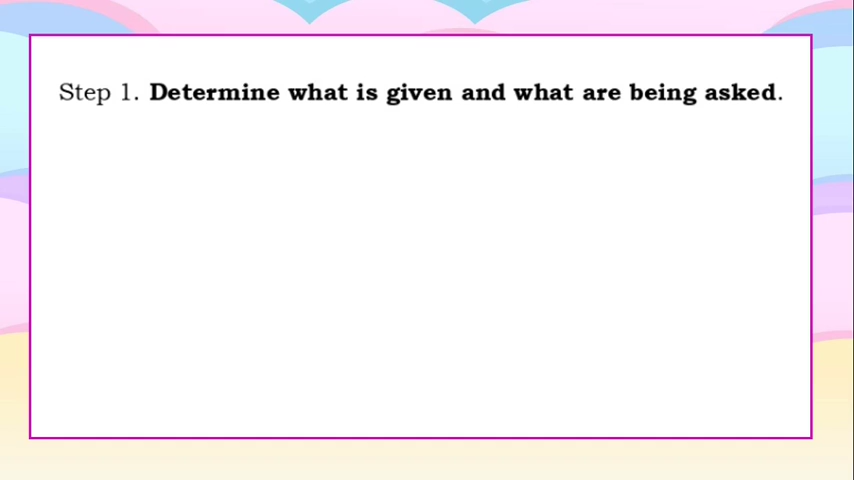 Step 1. Determine what is given and what are being asked.